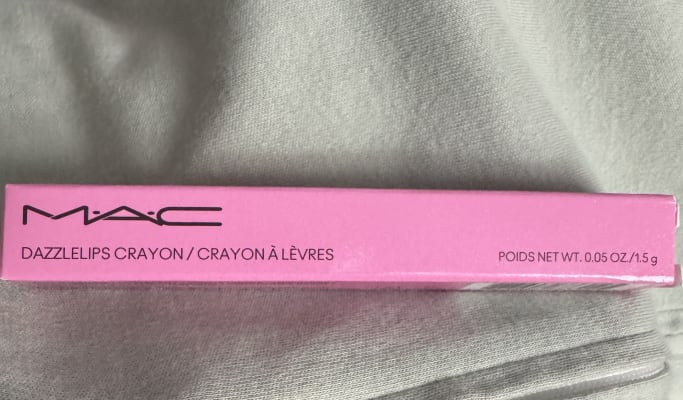 M·A·C
DAZZLELIPS CRAYON / CRAYON À LÈVRES
POIDS NET WT. 0.05 OZ./1.5 g